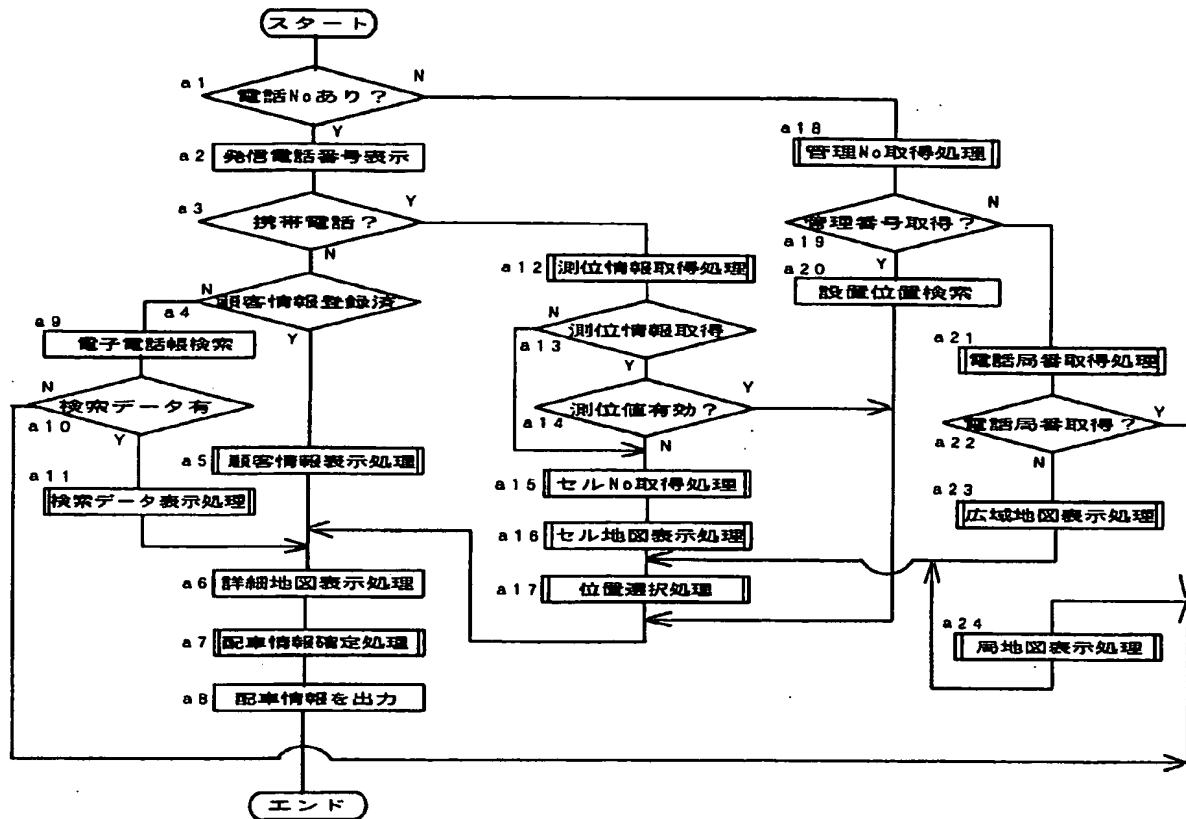 スタート
a1
電話Noあり？
N
Y
a2
発信電話番号表示
a3
携帯電話？
Y
N
a4
顧客情報登録済
N
Y
a9
電子電話帳検索
a10
検索データ有
N
Y
a11
検索データ表示処理
a5
顧客情報表示処理
a6
詳細地図表示処理
a7
配車情報確定処理
a8
配車情報を出力
エンド
a12
測位情報取得処理
a13
測位情報取得
N
Y
a14
測位値有効？
Y
N
a15
セルNo取得処理
a16
セル地図表示処理
a17
位置選択処理
a18
管理No取得処理
a19
管理番号取得？
N
Y
a20
設置位置検索
a21
電話局番取得処理
a22
電話局番取得？
Y
N
a23
広域地図表示処理
a24
局地図表示処理